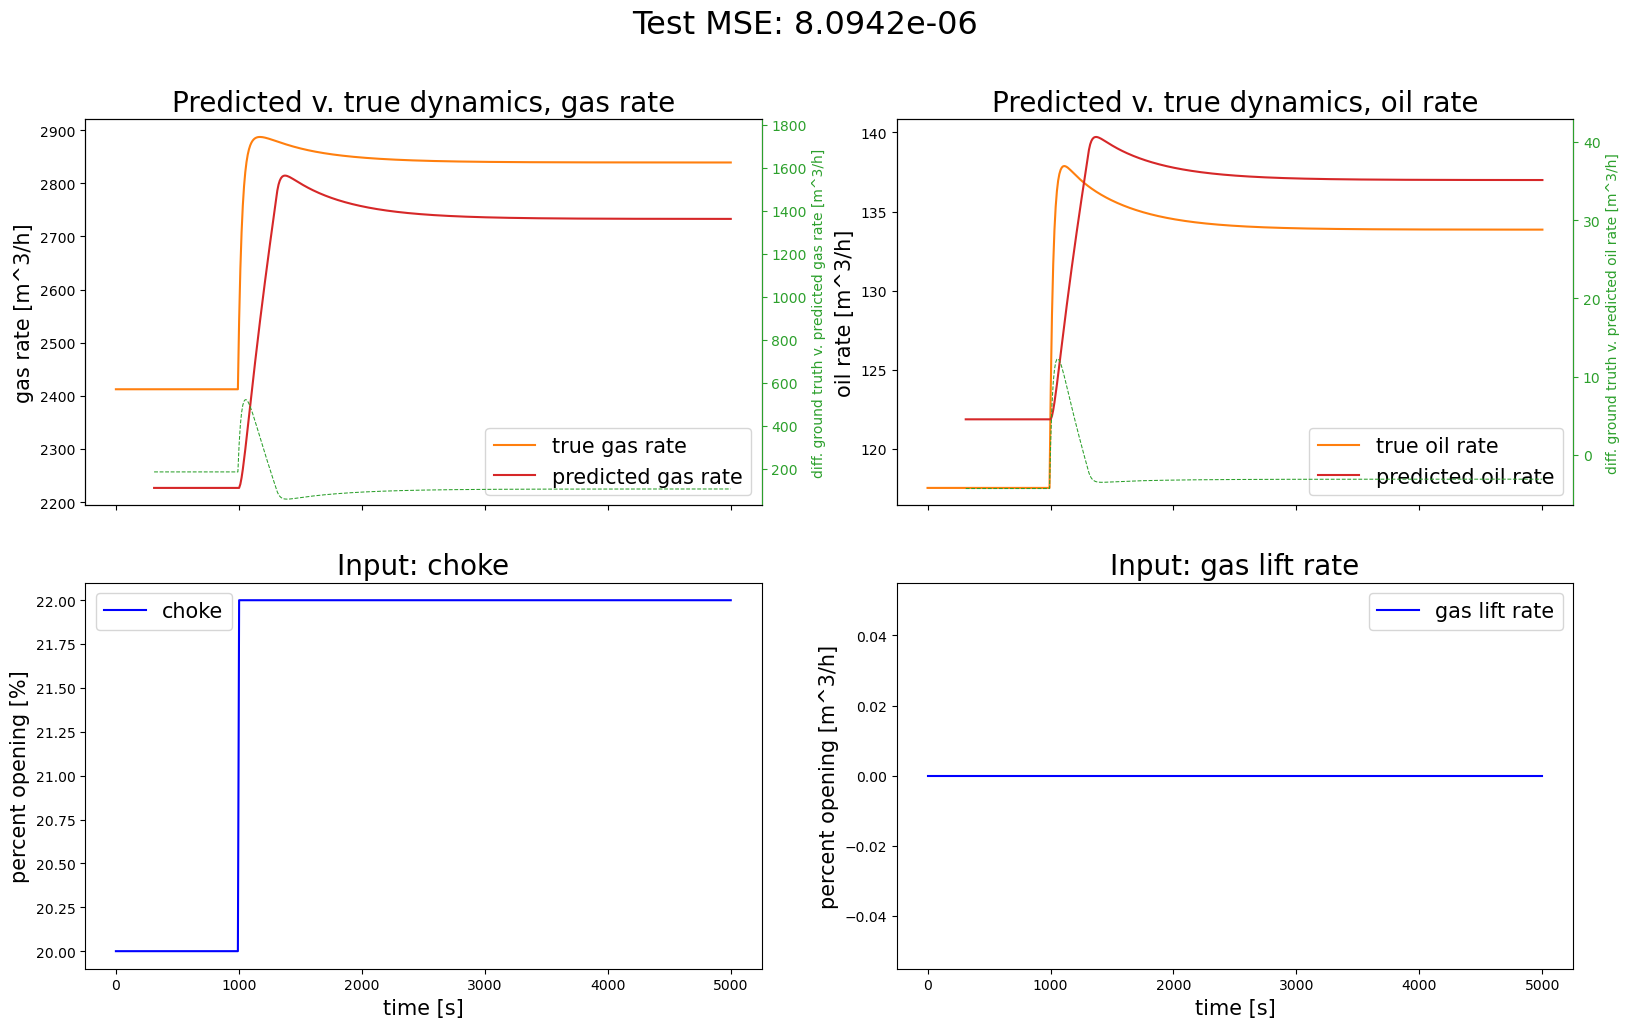 Test MSE: 8.0942e-06
Predicted v. true dynamics, gas rate
2900
2800
2700
2600
2500
2400
2300
2200
gas rate [m^3/h]
1800
1600
1400
1200
1000
800
600
400
200
diff. ground truth v. predicted gas rate [m^3/h]
true gas rate
predicted gas rate
Predicted v. true dynamics, oil rate
140
135
130
125
120
oil rate [m^3/h]
40
30
20
10
0
diff. ground truth v. predicted oil rate [m^3/h]
true oil rate
predicted oil rate
Input: choke
22.00
21.75
21.50
21.25
21.00
20.75
20.50
20.25
20.00
percent opening [%]
choke
0
1000
2000
3000
4000
5000
time [s]
Input: gas lift rate
0.04
0.02
0.00
−0.02
−0.04
percent opening [m^3/h]
gas lift rate
0
1000
2000
3000
4000
5000
time [s]